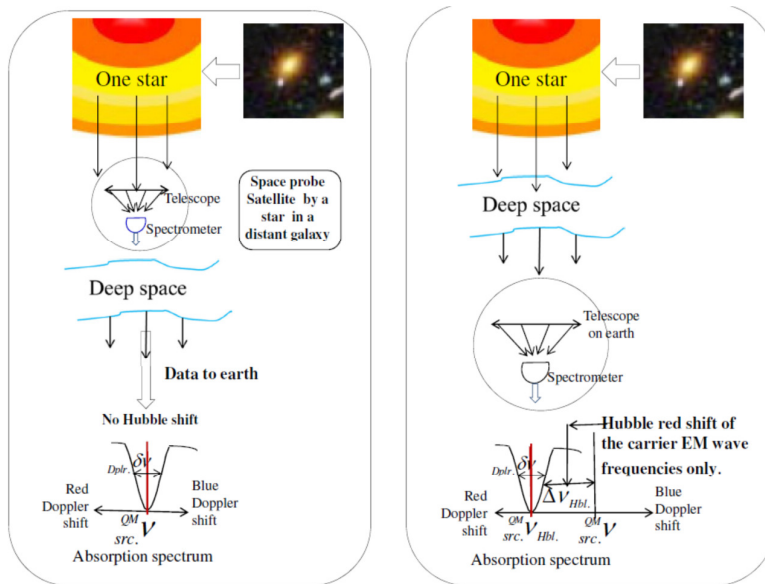 One star
Telescope
Spectrometer
Space probe
Satellite by a
star in a
distant galaxy
Deep space
Data to earth
No Hubble shift
Dplr. δν
Red
Doppler
shift
Blue
Doppler
shift
QM
src. ν
Absorption spectrum
One star
Deep space
Telescope
on earth
Spectrometer
Hubble red shift of
the carrier EM wave
frequencies only.
Dplr. δν
Δν Hbl.
Red
Doppler
shift
Blue
Doppler
shift
QM
src. ν Hbl.
QM
src. ν
Absorption spectrum